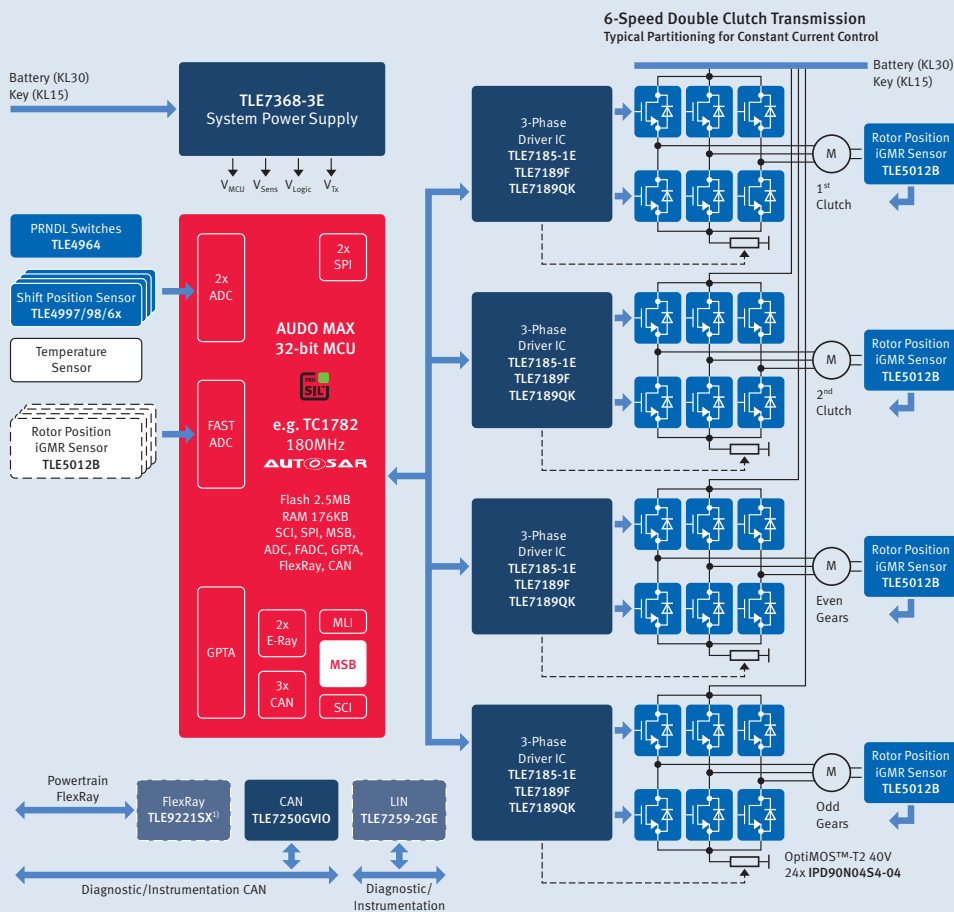 6-Speed Double Clutch Transmission
Typical Partitioning for Constant Current Control
Battery (KL30)
Key (KL15)
TLE7368-3E
System Power Supply
VMCU VSens VLogic VTx
PRNDL Switches
TLE4964
Shift Position Sensor
TLE4997/98/6x
Temperature
Sensor
Rotor Position
iGMR Sensor
TLE5012B
2x
ADC
2x
SPI
AUDO MAX
32-bit MCU
PRO
SIL™
e.g. TC1782
180MHz
AUTOSAR
FAST
ADC
Flash 2.5MB
RAM 176KB
SCI, SPI, MSB,
ADC, FADC, GPTA,
FlexRay, CAN
GPTA
2x
E-Ray
MLI
MSB
3x
CAN
SCI
Powertrain
FlexRay
FlexRay
TLE9221SX1)
CAN
TLE7250GVIO
LIN
TLE7259-2GE
Diagnostic/Instrumentation CAN
Diagnostic/
Instrumentation
Battery (KL30)
Key (KL15)
3-Phase
Driver IC
TLE7185-1E
TLE7189F
TLE7189QK
M
1st
Clutch
Rotor Position
iGMR Sensor
TLE5012B
3-Phase
Driver IC
TLE7185-1E
TLE7189F
TLE7189QK
M
2nd
Clutch
Rotor Position
iGMR Sensor
TLE5012B
3-Phase
Driver IC
TLE7185-1E
TLE7189F
TLE7189QK
M
Even
Gears
Rotor Position
iGMR Sensor
TLE5012B
3-Phase
Driver IC
TLE7185-1E
TLE7189F
TLE7189QK
M
Odd
Gears
Rotor Position
iGMR Sensor
TLE5012B
OptiMOS™-T2 40V
24x IPD90N04S4-04